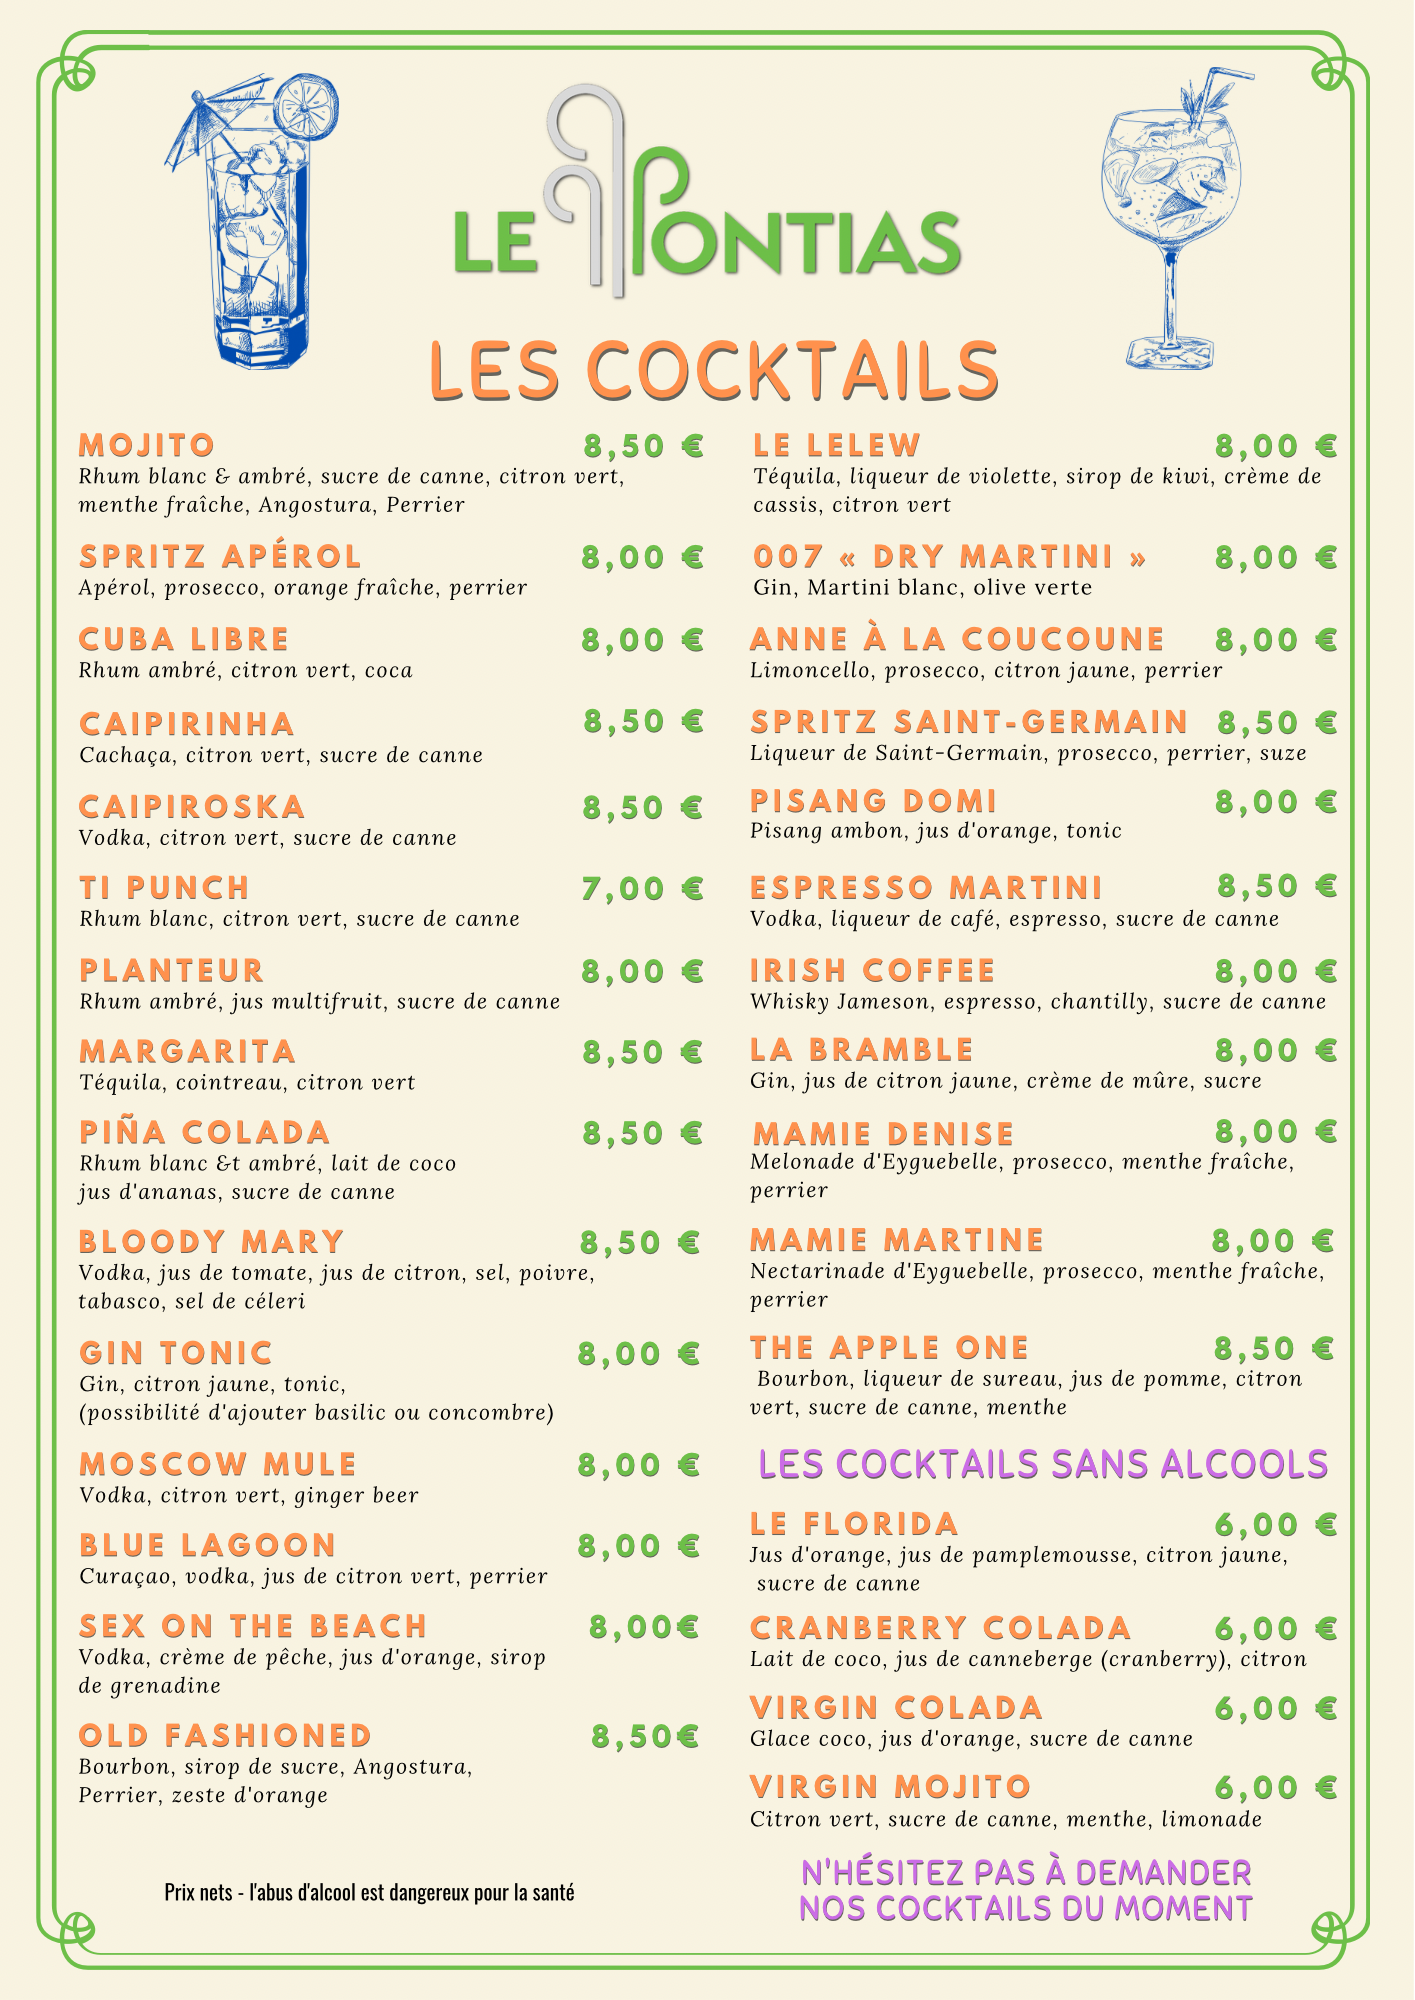 LE PONTIAS
LES COCKTAILS
MOJITO 8,50 €
Rhum blanc & ambré, sucre de canne, citron vert,
menthe fraîche, Angostura, Perrier
SPRITZ APÉROL 8,00 €
Apérol, prosecco, orange fraîche, perrier
CUBA LIBRE 8,00 €
Rhum ambré, citron vert, coca
CAIPIRINHA 8,50 €
Cachaça, citron vert, sucre de canne
CAIPIROSKA 8,50 €
Vodka, citron vert, sucre de canne
TI PUNCH 7,00 €
Rhum blanc, citron vert, sucre de canne
PLANTEUR 8,00 €
Rhum ambré, jus multifruit, sucre de canne
MARGARITA 8,50 €
Téquila, cointreau, citron vert
PIÑA COLADA 8,50 €
Rhum blanc &t ambré, lait de coco
jus d'ananas, sucre de canne
BLOODY MARY 8,50 €
Vodka, jus de tomate, jus de citron, sel, poivre,
tabasco, sel de céleri
GIN TONIC 8,00 €
Gin, citron jaune, tonic,
(possibilité d'ajouter basilic ou concombre)
MOSCOW MULE 8,00 €
Vodka, citron vert, ginger beer
BLUE LAGOON 8,00 €
Curaçao, vodka, jus de citron vert, perrier
SEX ON THE BEACH 8,00€
Vodka, crème de pêche, jus d'orange, sirop
de grenadine
OLD FASHIONED 8,50€
Bourbon, sirop de sucre, Angostura,
Perrier, zeste d'orange
Prix nets - l'abus d'alcool est dangereux pour la santé
LE LELEW 8,00 €
Téquila, liqueur de violette, sirop de kiwi, crème de
cassis, citron vert
007 « DRY MARTINI » 8,00 €
Gin, Martini blanc, olive verte
ANNE À LA COUCOUNE 8,00 €
Limoncello, prosecco, citron jaune, perrier
SPRITZ SAINT-GERMAIN 8,50 €
Liqueur de Saint-Germain, prosecco, perrier, suze
PISANG DOMI 8,00 €
Pisang ambon, jus d'orange, tonic
ESPRESSO MARTINI 8,50 €
Vodka, liqueur de café, espresso, sucre de canne
IRISH COFFEE 8,00 €
Whisky Jameson, espresso, chantilly, sucre de canne
LA BRAMBLE 8,00 €
Gin, jus de citron jaune, crème de mûre, sucre
MAMIE DENISE 8,00 €
Melonade d'Eyguebelle, prosecco, menthe fraîche,
perrier
MAMIE MARTINE 8,00 €
Nectarinade d'Eyguebelle, prosecco, menthe fraîche,
perrier
THE APPLE ONE 8,50 €
Bourbon, liqueur de sureau, jus de pomme, citron
vert, sucre de canne, menthe
LES COCKTAILS SANS ALCOOLS
LE FLORIDA 6,00 €
Jus d'orange, jus de pamplemousse, citron jaune,
sucre de canne
CRANBERRY COLADA 6,00 €
Lait de coco, jus de canneberge (cranberry), citron
VIRGIN COLADA 6,00 €
Glace coco, jus d'orange, sucre de canne
VIRGIN MOJITO 6,00 €
Citron vert, sucre de canne, menthe, limonade
N'HÉSITEZ PAS À DEMANDER
NOS COCKTAILS DU MOMENT